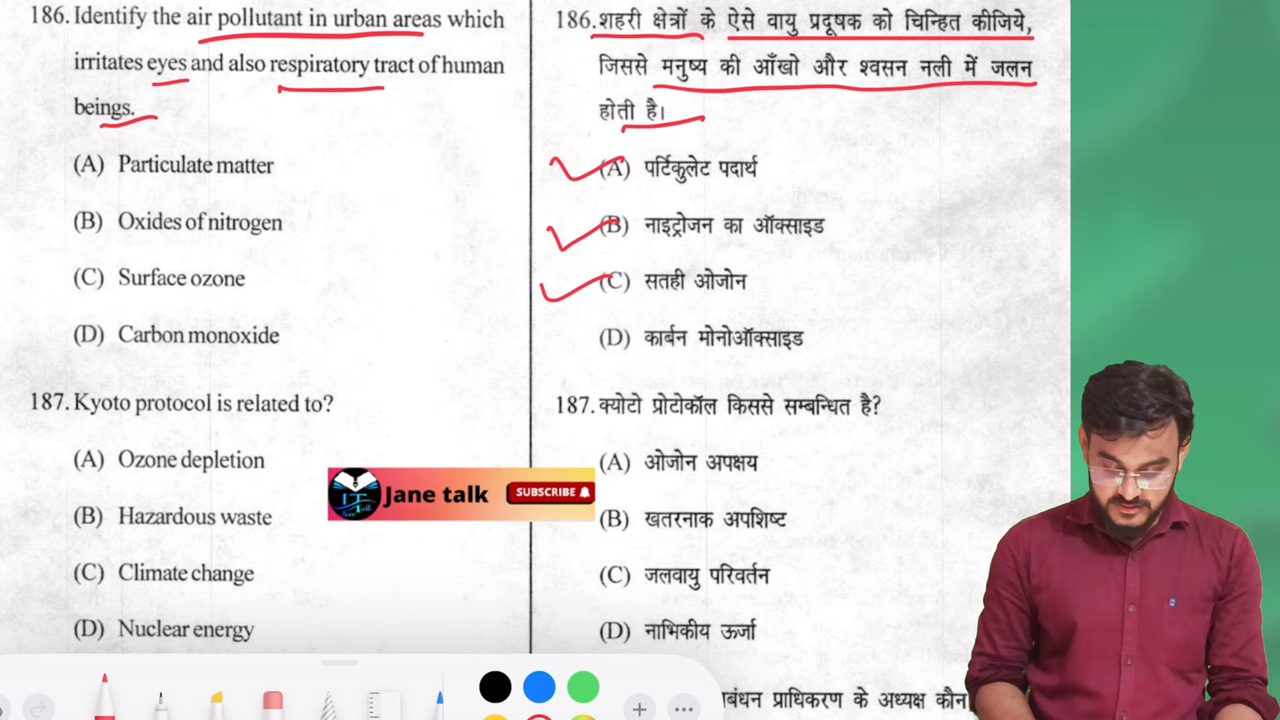 186. Identify the air pollutant in urban areas which
irritates eyes and also respiratory tract of human
beings.
(A) Particulate matter
(B) Oxides of nitrogen
(C) Surface ozone
(D) Carbon monoxide
187. Kyoto protocol is related to?
(A) Ozone depletion
(B) Hazardous waste
(C) Climate change
(D) Nuclear energy
186. शहरी क्षेत्रों के ऐसे वायु प्रदूषक को चिन्हित कीजिये,
जिससे मनुष्य की आँखो और श्वसन नली में जलन
होती है।
(A) पर्टिकुलेट पदार्थ
(B) नाइट्रोजन का ऑक्साइड
(C) सतही ओजोन
(D) कार्बन मोनोऑक्साइड
187. क्योटो प्रोटोकॉल किससे सम्बन्धित है?
(A) ओजोन अपक्षय
(B) खतरनाक अपशिष्ट
(C) जलवायु परिवर्तन
(D) नाभिकीय ऊर्जा
प्राधिकरण के अध्यक्ष कौन
Jane talk
SUBSCRIBE